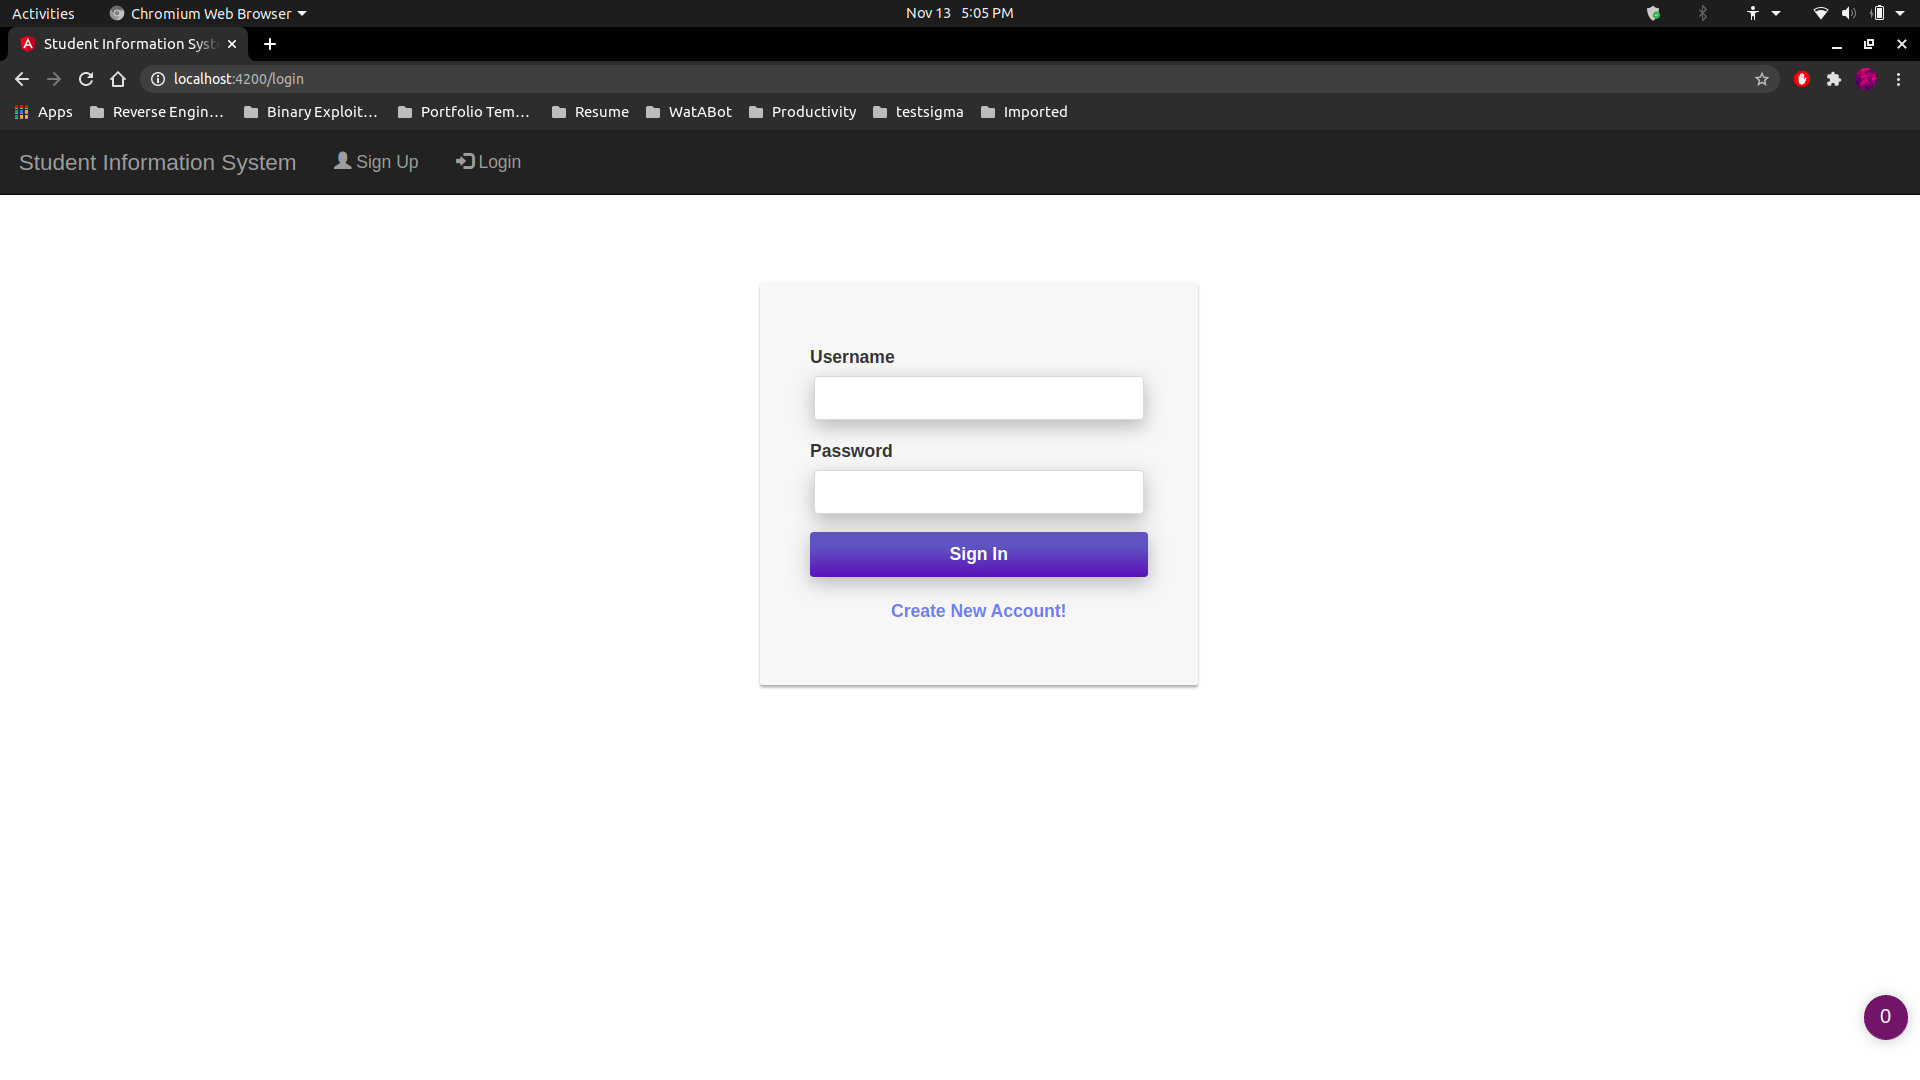 Activities Chromium Web Browser Nov 13 5:05 PM
Student Information Syst
localhost:4200/login
Apps Reverse Engin… Binary Exploit… Portfolio Tem… Resume WatABot Productivity testsigma Imported
Student Information System Sign Up Login
Username
Password
Sign In
Create New Account!
0